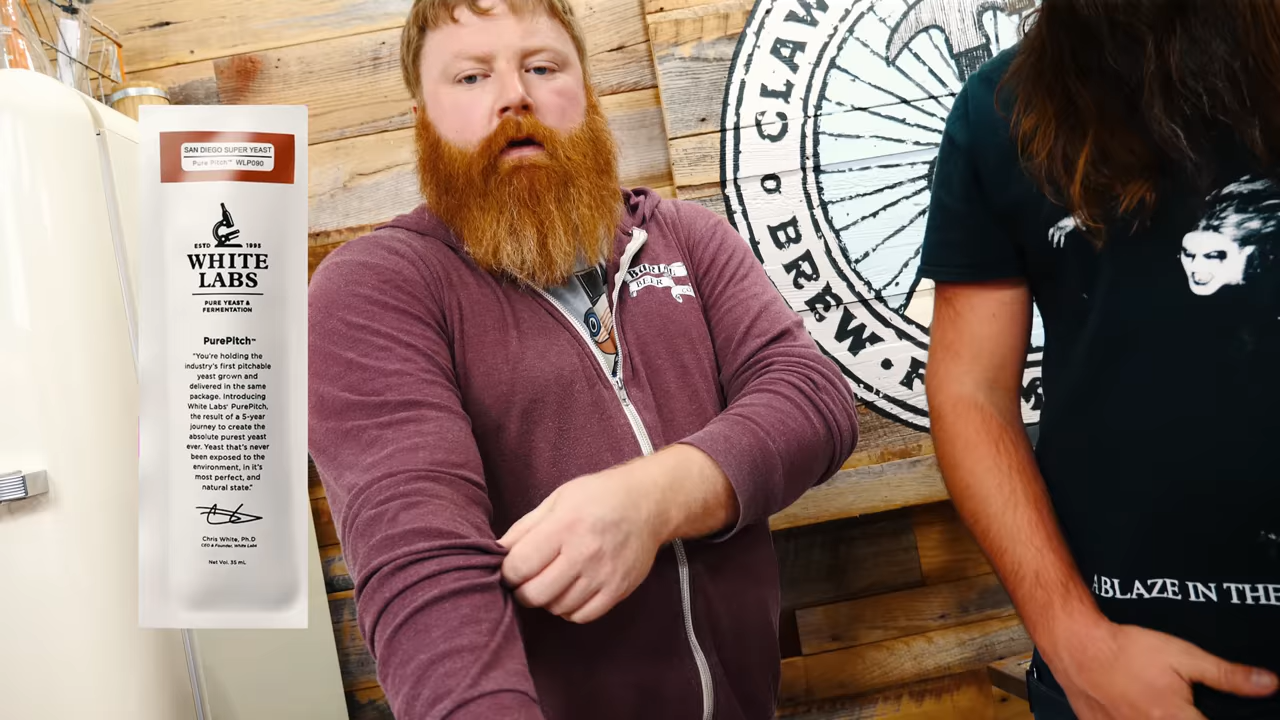 SAN DIEGO SUPER YEAST
Pure Pitch™ WLP090
ESTD 1995
WHITE
LABS
PURE YEAST &
FERMENTATION
PurePitch™
"You're holding the
industry's first pitchable
yeast grown and
delivered in the same
package. Introducing
White Labs' PurePitch,
the result of a 5-year
journey to create the
absolute purest yeast
ever. Yeast that's never
been exposed to the
environment, in it's
most perfect, and
natural state."
Chris White, Ph.D
CEO & Founder, White Labs
Net Vol. 35 mL
BEER
CLAW
BREW
ABLAZE IN THE